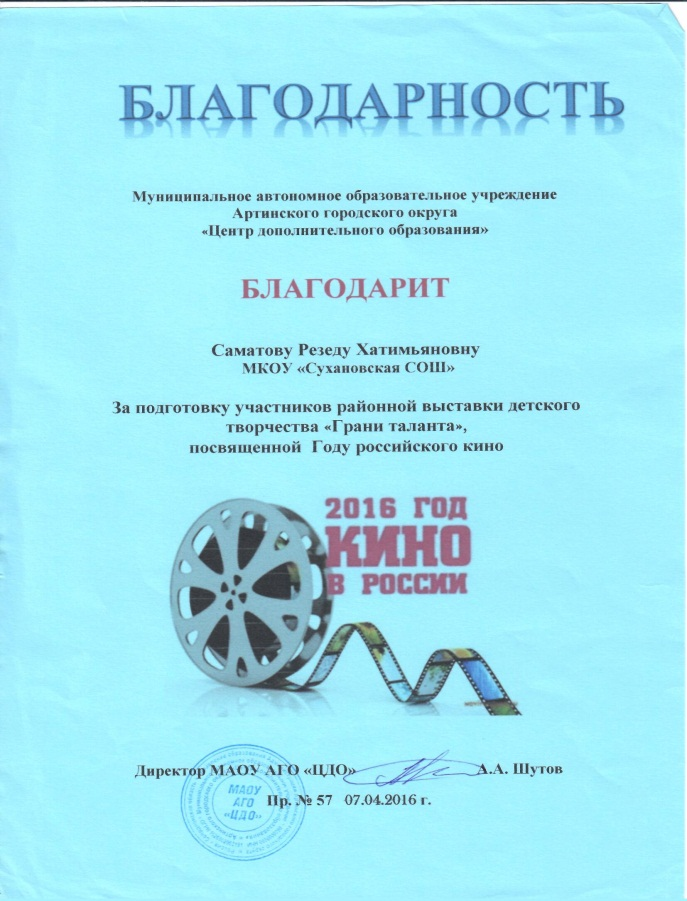 БЛАГОДАРНОСТЬ
Муниципальное автономное образовательное учреждение
Артинского городского округа
«Центр дополнительного образования»
БЛАГОДАРИТ
Саматову Резеду Хатимьяновну
МКОУ «Сухановская СОШ»
За подготовку участников районной выставки детского
творчества «Грани таланта»,
посвященной Году российского кино
2016 ГОД
КИНО
В РОССИИ
Директор МАОУ АГО «ЦДО» А.А. Шутов
Пр. № 57 07.04.2016 г.
МАОУ
АГО
«ЦДО»